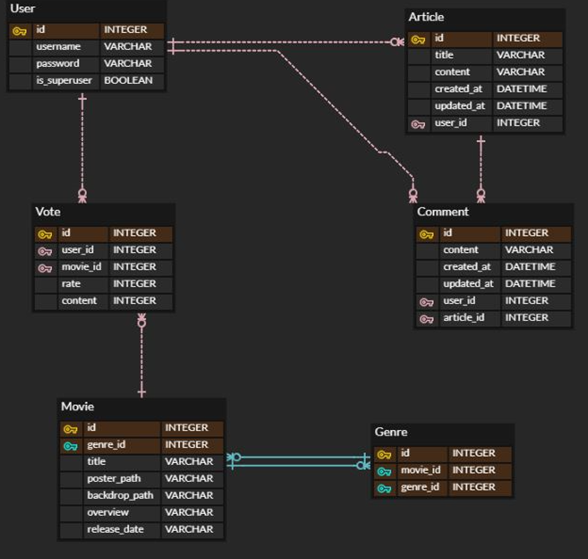 User
id INTEGER
username VARCHAR
password VARCHAR
is_superuser BOOLEAN
Article
id INTEGER
title VARCHAR
content VARCHAR
created_at DATETIME
updated_at DATETIME
user_id INTEGER
Vote
id INTEGER
user_id INTEGER
movie_id INTEGER
rate INTEGER
content INTEGER
Comment
id INTEGER
content VARCHAR
created_at DATETIME
updated_at DATETIME
user_id INTEGER
article_id INTEGER
Movie
id INTEGER
genre_id INTEGER
title VARCHAR
poster_path VARCHAR
backdrop_path VARCHAR
overview VARCHAR
release_date VARCHAR
Genre
id INTEGER
movie_id INTEGER
genre_id INTEGER